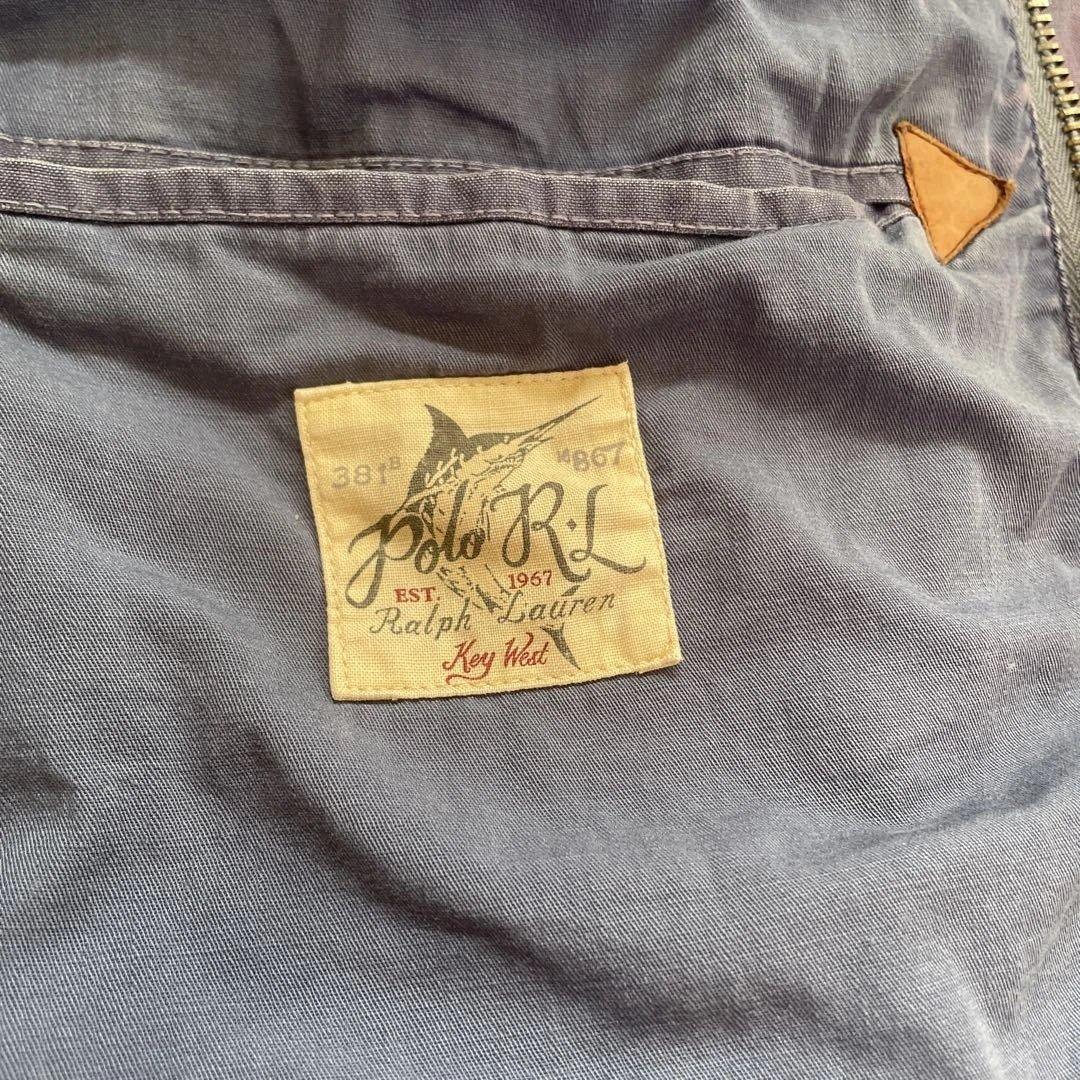 381B N867
Polo R.L
EST. 1967
Ralph Lauren
Key West